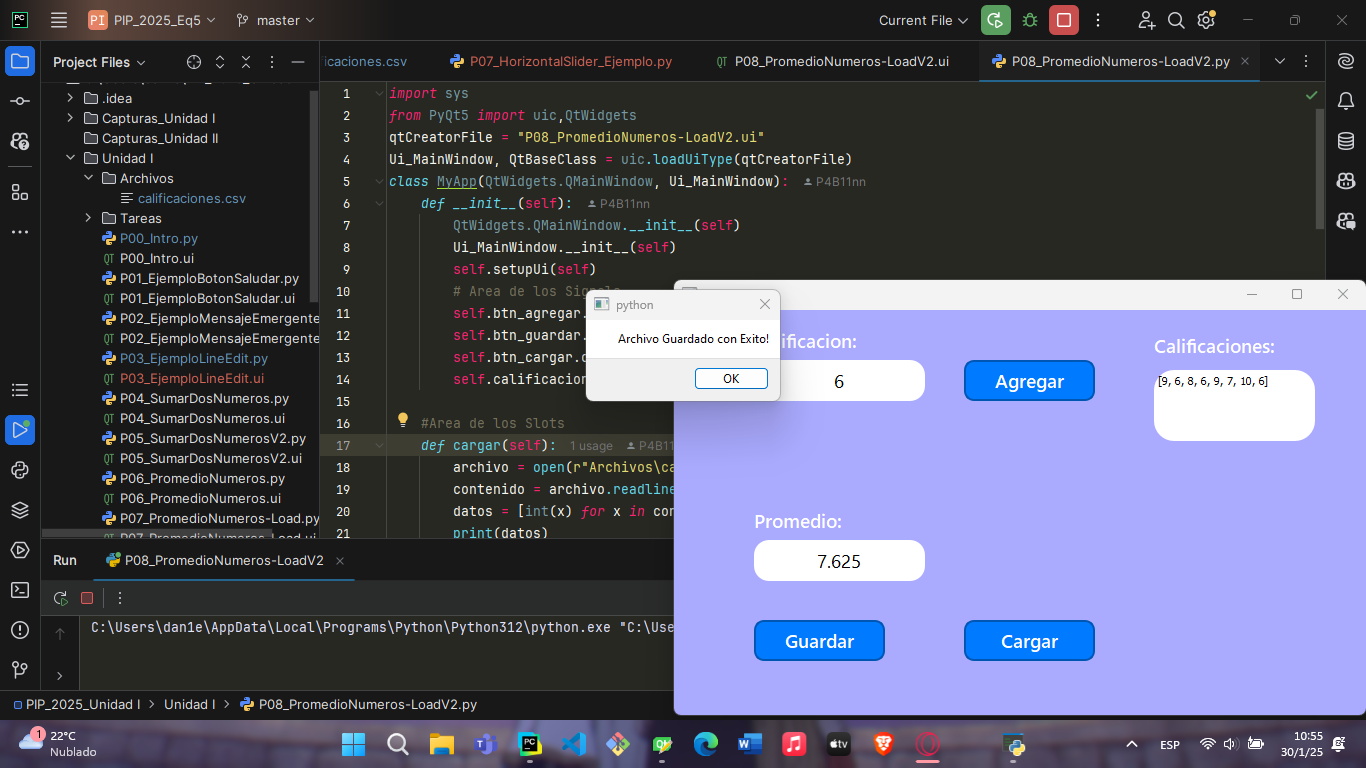 PC
PI PIP_2025_Eq5
master
Current File
Project Files
icaciones.csv
P07_HorizontalSlider_Ejemplo.py
P08_PromedioNumeros-LoadV2.ui
P08_PromedioNumeros-LoadV2.py
.idea
Capturas_Unidad I
Capturas_Unidad II
Unidad I
Archivos
calificaciones.csv
Tareas
P00_Intro.py
P00_Intro.ui
P01_EjemploBotonSaludar.py
P01_EjemploBotonSaludar.ui
P02_EjemploMensajeEmergente
P02_EjemploMensajeEmergente
P03_EjemploLineEdit.py
P03_EjemploLineEdit.ui
P04_SumarDosNumeros.py
P04_SumarDosNumeros.ui
P05_SumarDosNumerosV2.py
P05_SumarDosNumerosV2.ui
P06_PromedioNumeros.py
P06_PromedioNumeros.ui
P07_PromedioNumeros-Load.py
P07_PromedioNumeros-Load.ui
1 import sys
2 from PyQt5 import uic,QtWidgets
3 qtCreatorFile = "P08_PromedioNumeros-LoadV2.ui"
4 Ui_MainWindow, QtBaseClass = uic.loadUiType(qtCreatorFile)
5 class MyApp(QtWidgets.QMainWindow, Ui_MainWindow): P4B11nn
6 def __init__(self): P4B11nn
7 QtWidgets.QMainWindow.__init__(self)
8 Ui_MainWindow.__init__(self)
9 self.setupUi(self)
10 # Area de los Signals
11 self.btn_agregar.
12 self.btn_guardar.
13 self.btn_cargar.c
14 self.calificacion
15
16 #Area de los Slots
17 def cargar(self): 1 usage P4B11
18 archivo = open(r"Archivos\ca
19 contenido = archivo.readline
20 datos = [int(x) for x in con
21 print(datos)
python
Archivo Guardado con Exito!
OK
ificacion:
6
Agregar
Calificaciones:
[9, 6, 8, 6, 9, 7, 10, 6]
Promedio:
7.625
Guardar
Cargar
Run
P08_PromedioNumeros-LoadV2
C:\Users\dan1e\AppData\Local\Programs\Python\Python312\python.exe "C:\Use
PIP_2025_Unidad I
Unidad I
P08_PromedioNumeros-LoadV2.py
1
22°C
Nublado
ESP
10:55
30/1/25